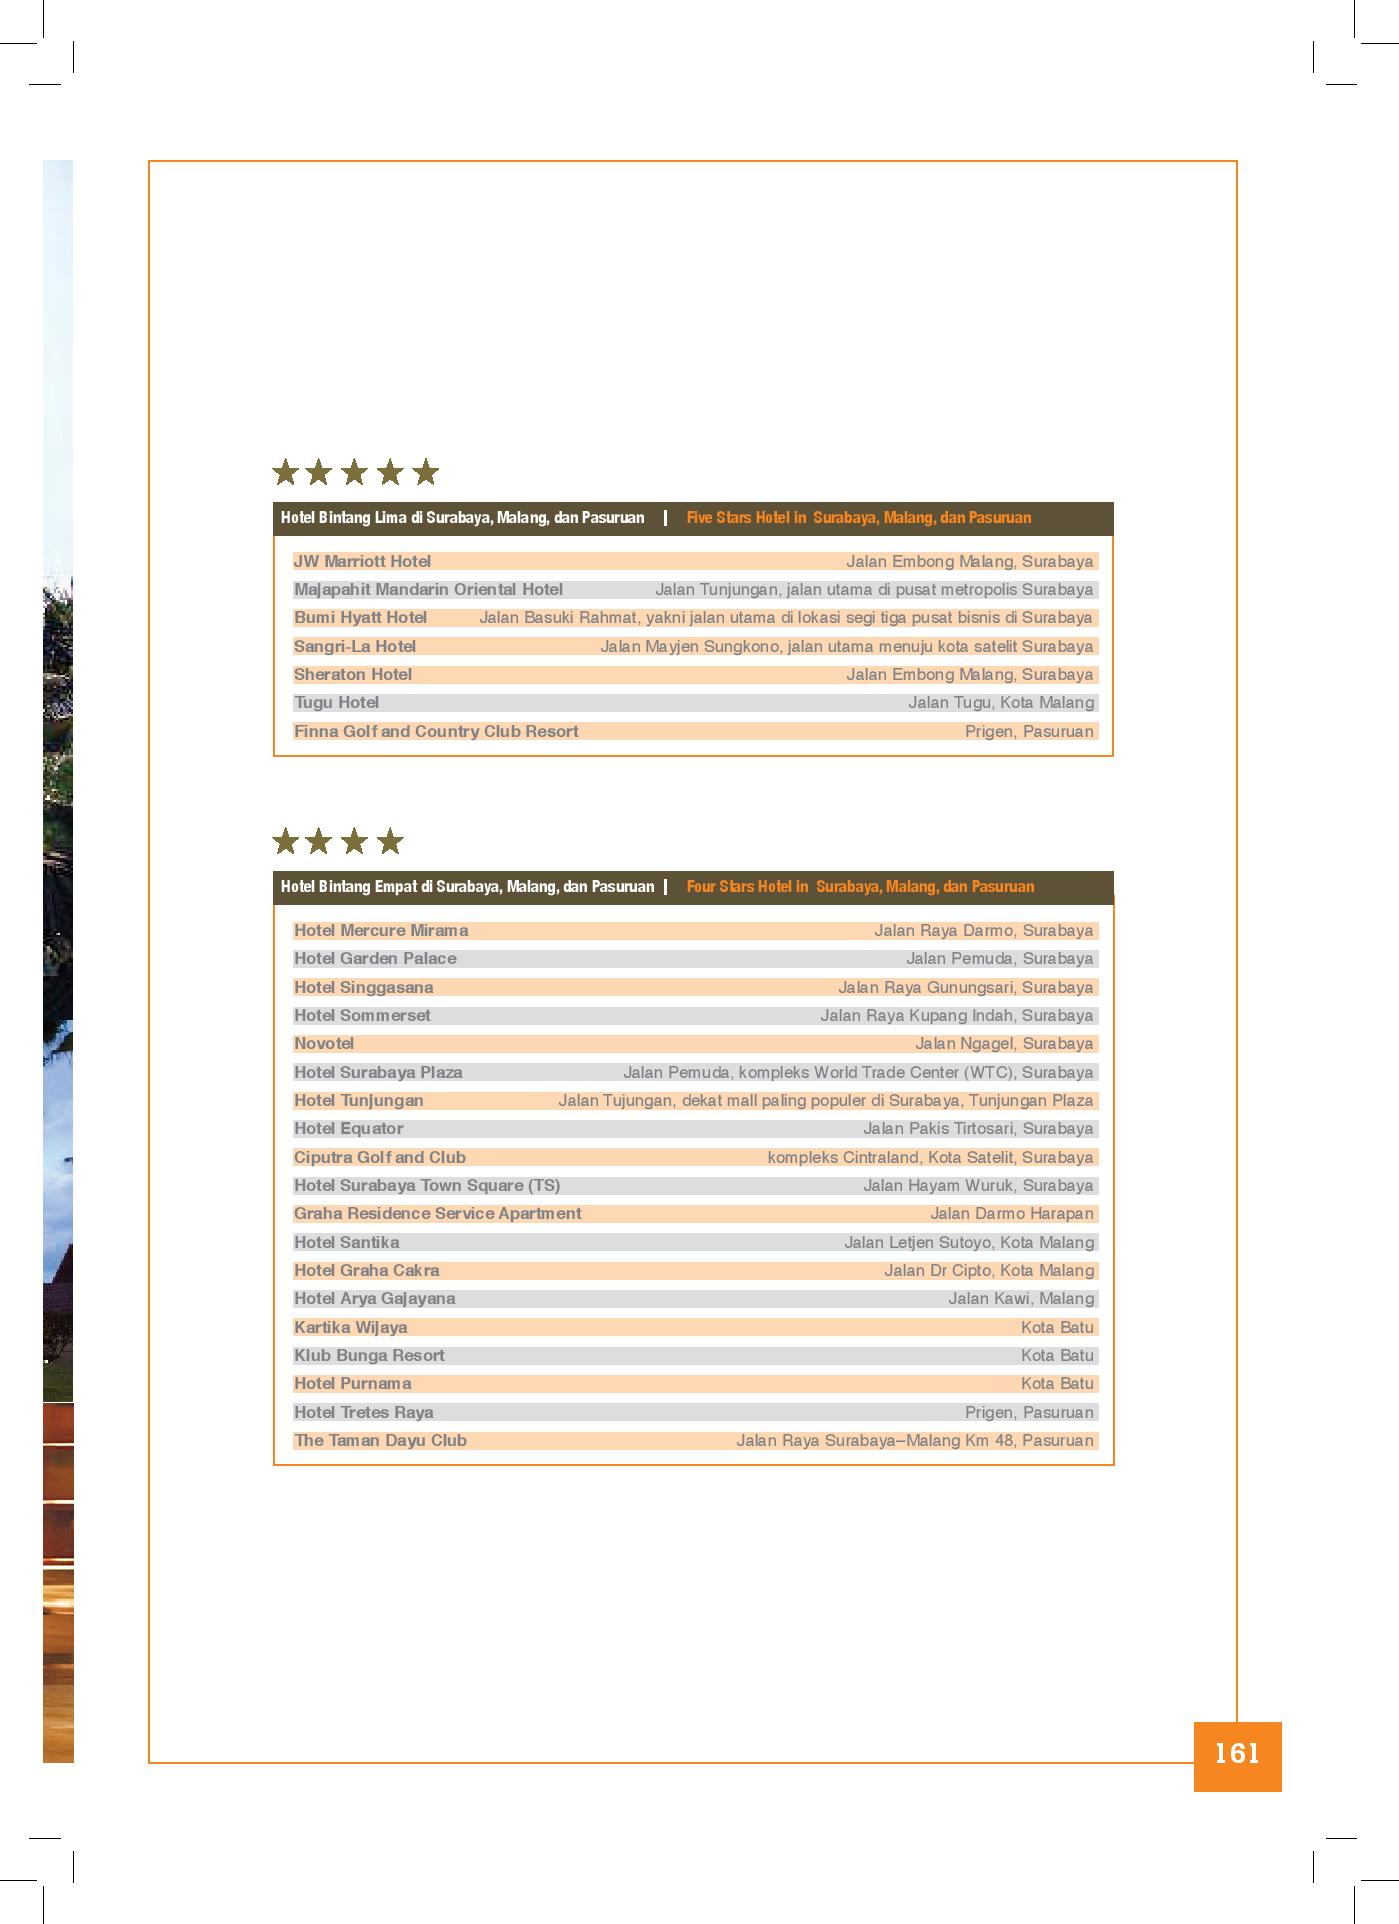 Hotel Bintang Lima di Surabaya, Malang, dan Pasuruan | Five Stars Hotel in Surabaya, Malang, dan Pasuruan
JW Marriott Hotel Jalan Embong Malang, Surabaya
Majapahit Mandarin Oriental Hotel Jalan Tunjungan, jalan utama di pusat metropolis Surabaya
Bumi Hyatt Hotel Jalan Basuki Rahmat, yakni jalan utama di lokasi segi tiga pusat bisnis di Surabaya
Sangri-La Hotel Jalan Mayjen Sungkono, jalan utama menuju kota satelit Surabaya
Sheraton Hotel Jalan Embong Malang, Surabaya
Tugu Hotel Jalan Tugu, Kota Malang
Finna Golf and Country Club Resort Prigen, Pasuruan
Hotel Bintang Empat di Surabaya, Malang, dan Pasuruan | Four Stars Hotel in Surabaya, Malang, dan Pasuruan
Hotel Mercure Mirama Jalan Raya Darmo, Surabaya
Hotel Garden Palace Jalan Pemuda, Surabaya
Hotel Singgasana Jalan Raya Gunungsari, Surabaya
Hotel Sommerset Jalan Raya Kupang Indah, Surabaya
Novotel Jalan Ngagel, Surabaya
Hotel Surabaya Plaza Jalan Pemuda, kompleks World Trade Center (WTC), Surabaya
Hotel Tunjungan Jalan Tujungan, dekat mall paling populer di Surabaya, Tunjungan Plaza
Hotel Equator Jalan Pakis Tirtosari, Surabaya
Ciputra Golf and Club kompleks Cintraland, Kota Satelit, Surabaya
Hotel Surabaya Town Square (TS) Jalan Hayam Wuruk, Surabaya
Graha Residence Service Apartment Jalan Darmo Harapan
Hotel Santika Jalan Letjen Sutoyo, Kota Malang
Hotel Graha Cakra Jalan Dr Cipto, Kota Malang
Hotel Arya Gajayana Jalan Kawi, Malang
Kartika Wijaya Kota Batu
Klub Bunga Resort Kota Batu
Hotel Purnama Kota Batu
Hotel Tretes Raya Prigen, Pasuruan
The Taman Dayu Club Jalan Raya Surabaya–Malang Km 48, Pasuruan
161